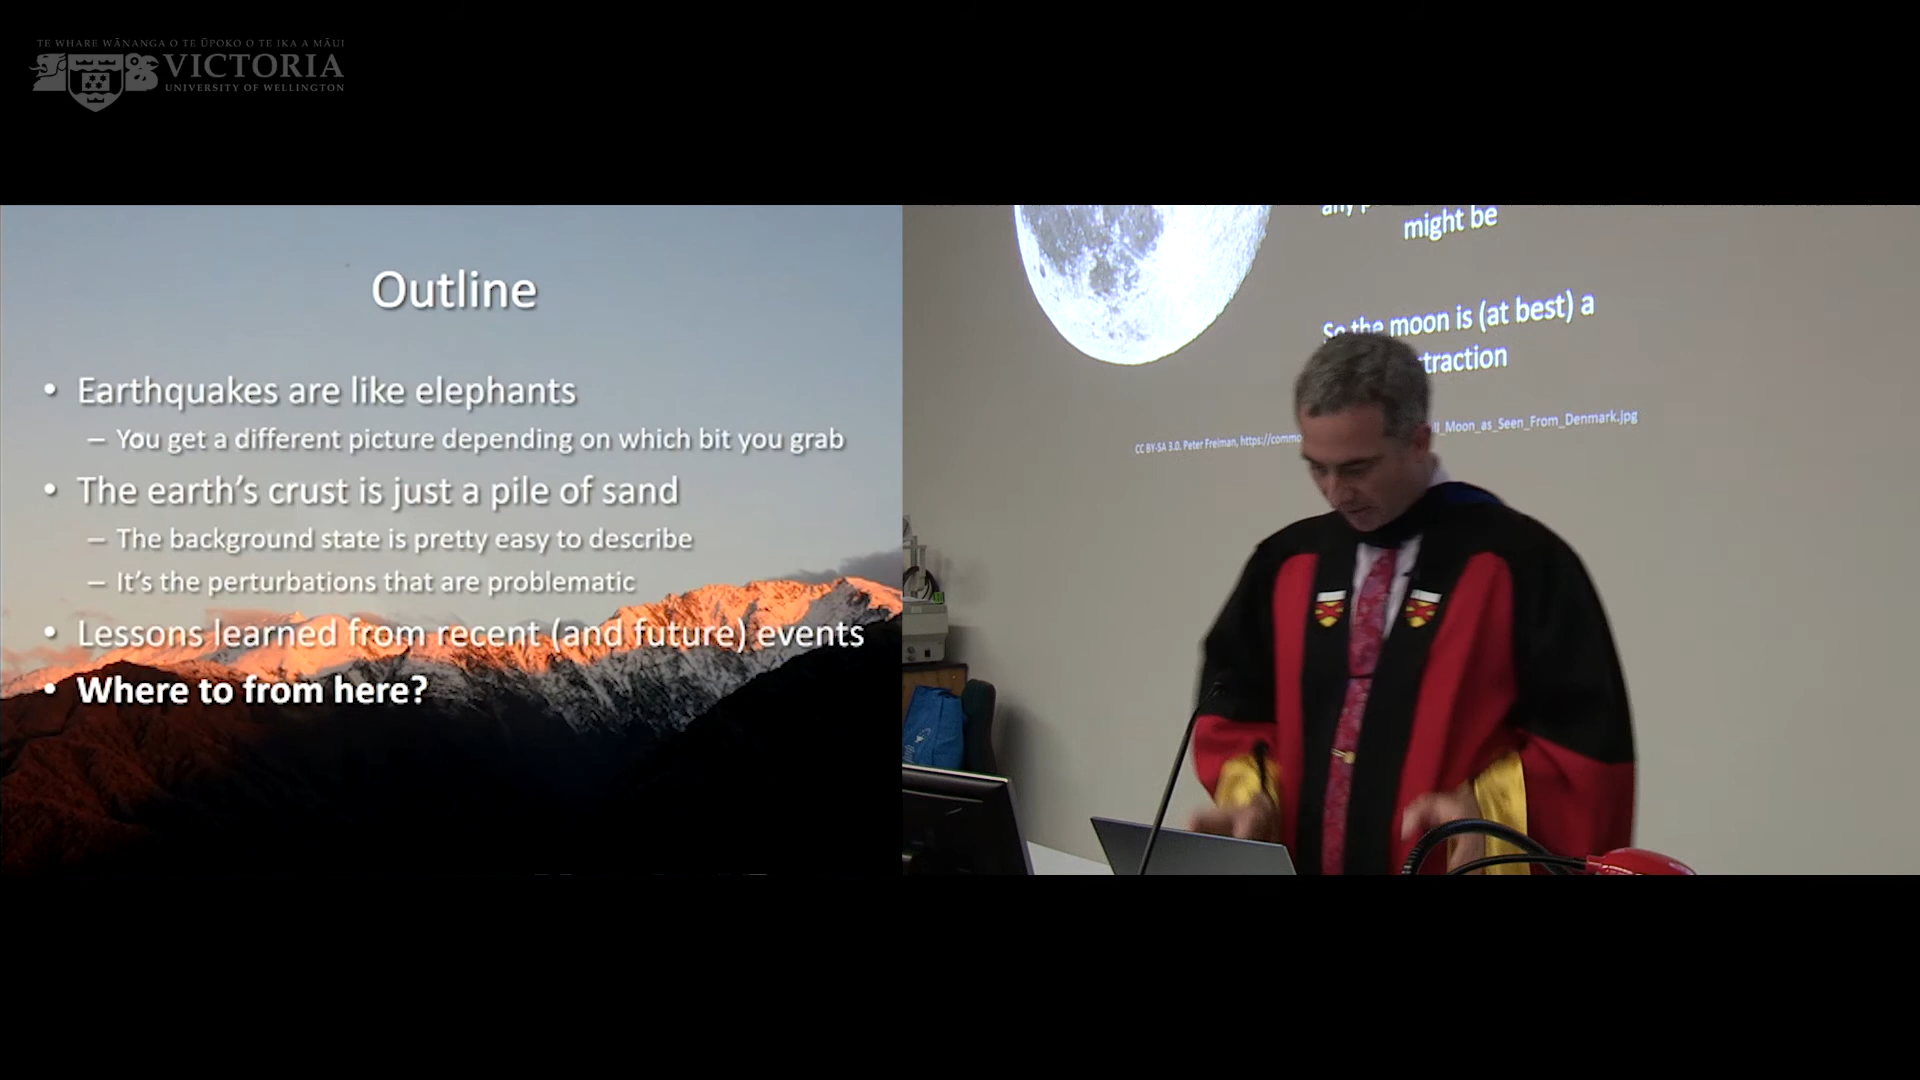 TE WHARE WĀNANGA O TE ŪPOKO O TE IKA A MĀUI
VICTORIA
UNIVERSITY OF WELLINGTON
Outline
• Earthquakes are like elephants
– You get a different picture depending on which bit you grab
• The earth's crust is just a pile of sand
– The background state is pretty easy to describe
– It's the perturbations that are problematic
• Lessons learned from recent (and future) events
• Where to from here?
any
might be
So the moon is (at best) a
CC BY-SA 3.0. Peter Freiman,
Moon_as_Seen_From_Denmark.jpg